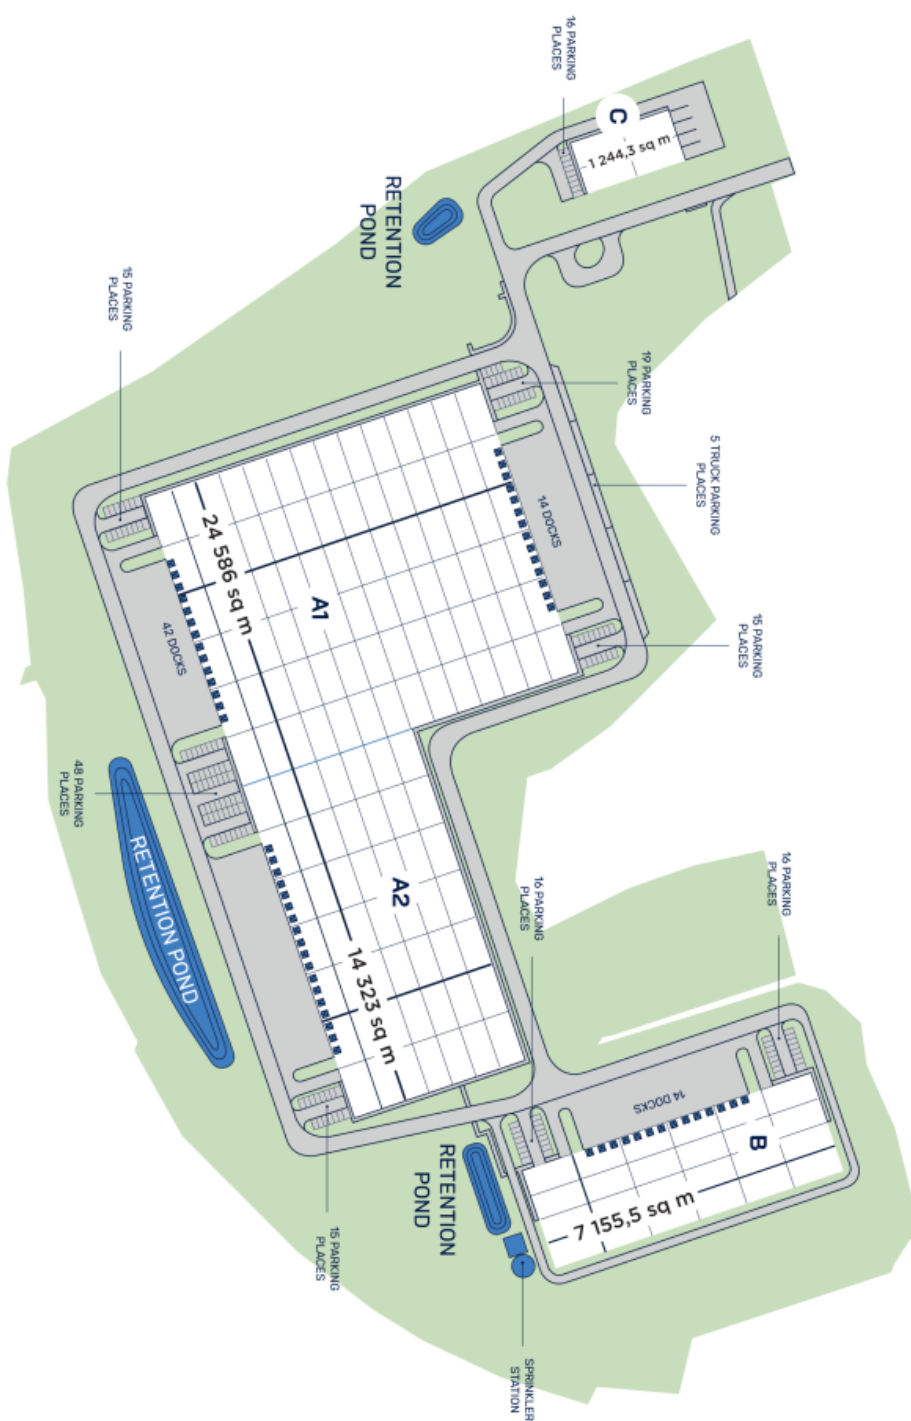 16 PARKING
PLACES
C
1 244,3 sq m
RETENTION
POND
15 PARKING
PLACES
19 PARKING
PLACES
5 TRUCK PARKING
PLACES
14 DOCKS
24 586 sq m
A1
42 DOCKS
15 PARKING
PLACES
48 PARKING
PLACES
RETENTION POND
A2
14 323 sq m
16 PARKING
PLACES
16 PARKING
PLACES
14 DOCKS
B
7 155,5 sq m
RETENTION
POND
15 PARKING
PLACES
SPRINKLER
STATION